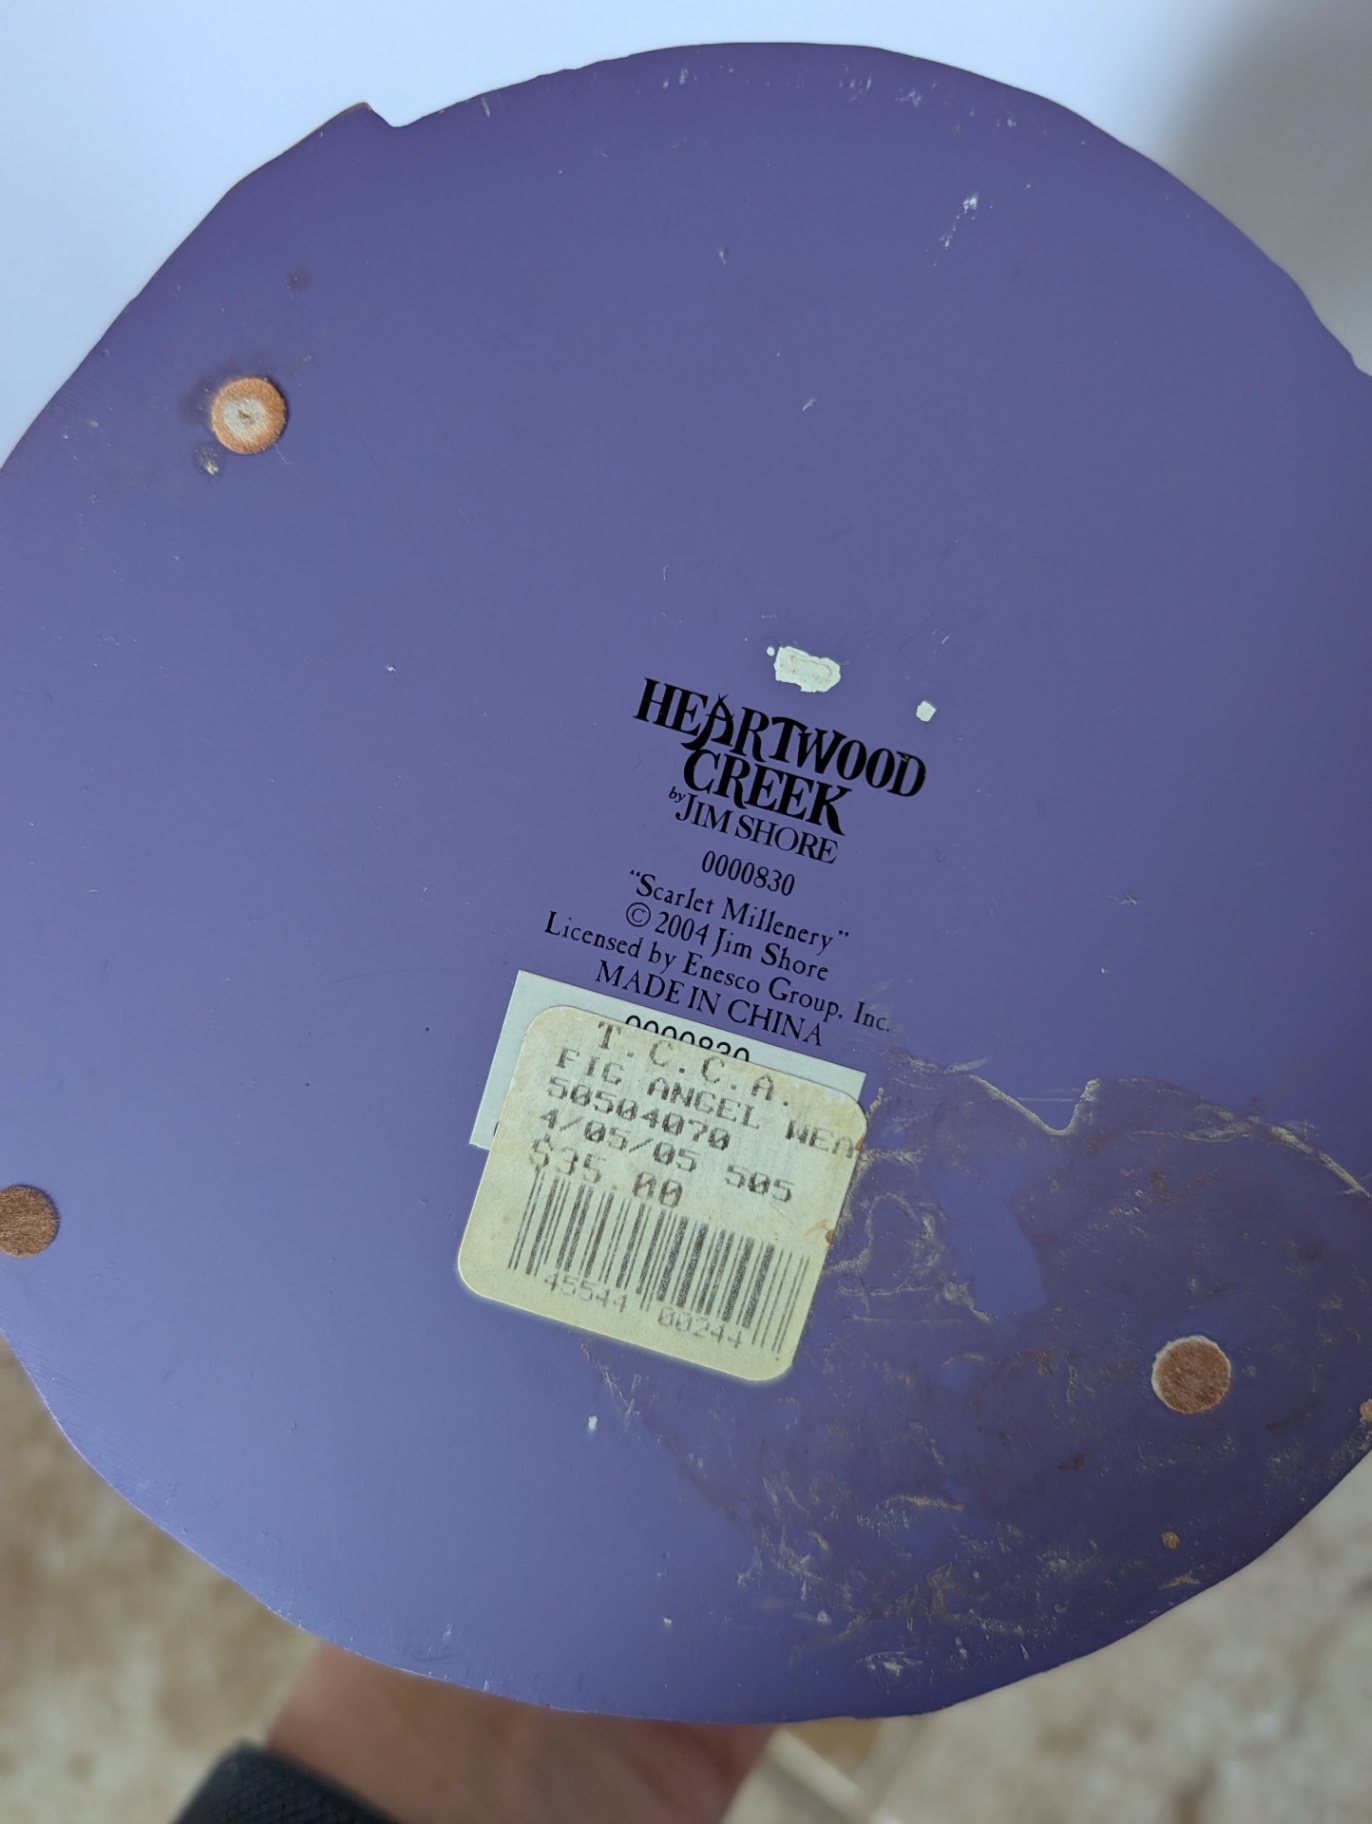 HEARTWOOD
CREEK
by JIM SHORE
0000830
"Scarlet Millenery"
© 2004 Jim Shore
Licensed by Enesco Group, Inc.
MADE IN CHINA
0000830
T.C.C.A.
FIG ANGEL WEA
50504070
4/05/05 505
$35.00
45544 00244